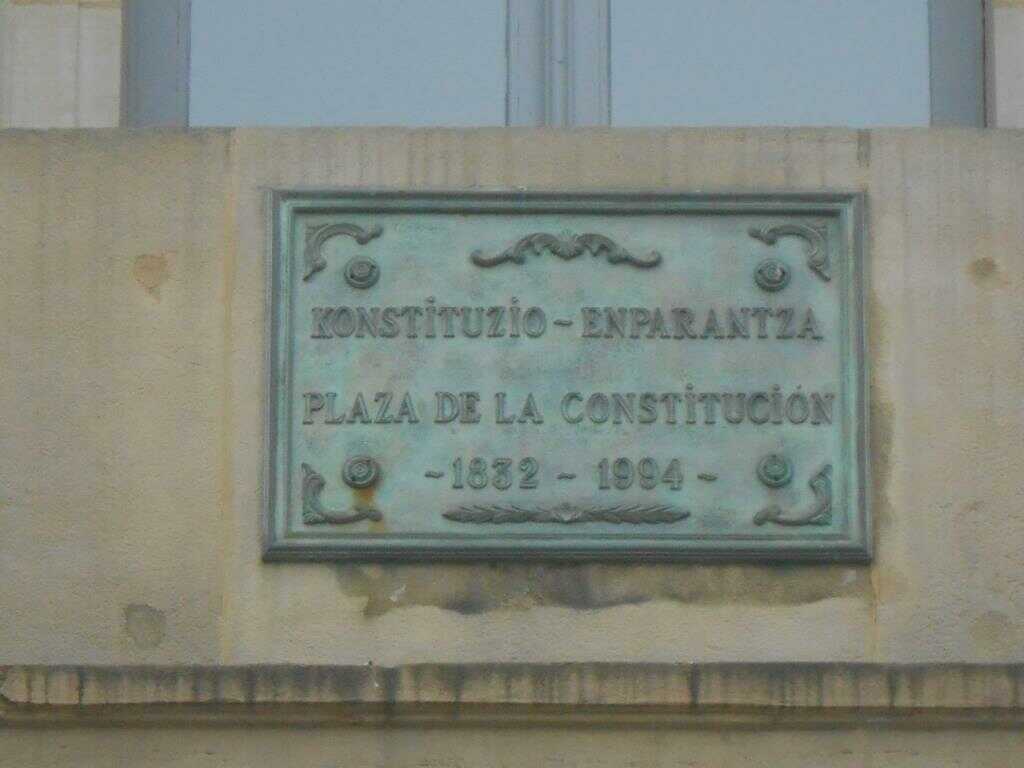 KONSTİTUZİO - ENPARANTZA
PLAZA DE LA CONSTİTUCİÓN
- 1832 - 1994 -